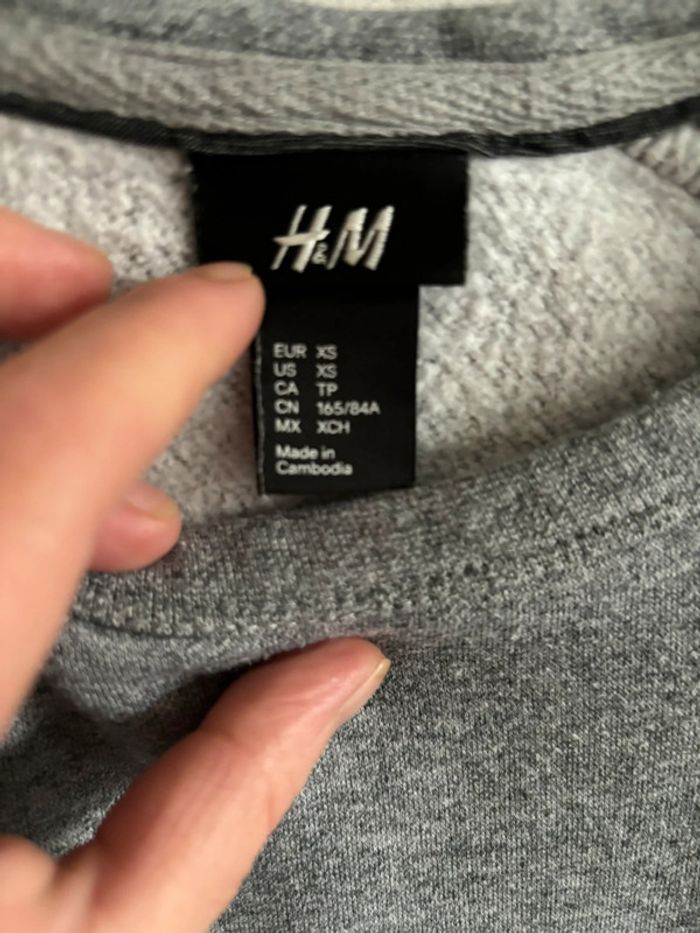 H&M
EUR XS
US XS
CA TP
CN 165/84A
MX XCH
Made in
Cambodia